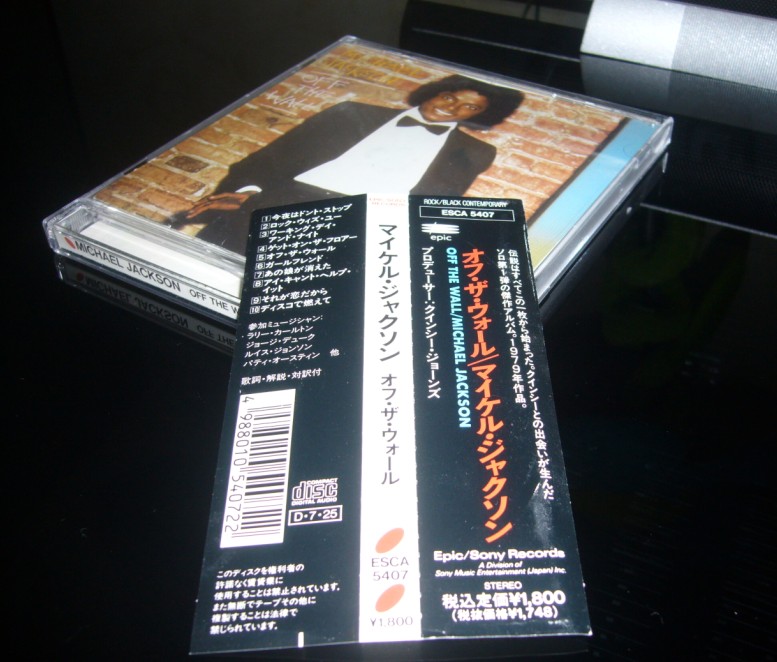 OFF
THE
WALL
MICHAEL JACKSON OFF THE W
1 今夜はドント・ストップ
2 ロック・ウィズ・ユー
3 ワーキング・デイ・
アンド・ナイト
4 ゲット・オン・ザ・フロアー
5 オフ・ザ・ウォール
6 ガールフレンド
7 あの娘が消えた
8 アイ・キャント・ヘルプ・
イット
9 それが恋だから
10 ディスコで燃えて
参加ミュージシャン:
ラリー・カールトン
ジョージ・デューク
ルイス・ジョンソン
パティ・オースティン 他
歌詞・解説・対訳付
4 988010 540722
COMPACT
disc
DIGITAL AUDIO
D・7・25
このディスクを権利者の
許諾なく賃貸業に
使用することは禁止されています。
また無断でテープその他に
複製することは法律で
禁じられています。
マイケル・ジャクソン オフ・ザ・ウォール
ESCA
5407
¥1,800
ROCK/BLACK CONTEMPORARY
ESCA 5407
epic
伝説はすべてこの一枚から始まった。クインシーとの出会いが生んだ
ソロ第1弾の傑作アルバム。1979年作品。
オフ・ザ・ウォール/マイケル・ジャクソン
OFF THE WALL/MICHAEL JACKSON
プロデューサー:クインシー・ジョーンズ
Epic/Sony Records
A Division of
Sony Music Entertainment (Japan) Inc.
STEREO
税込定価¥1,800
(税抜価格¥1,748)